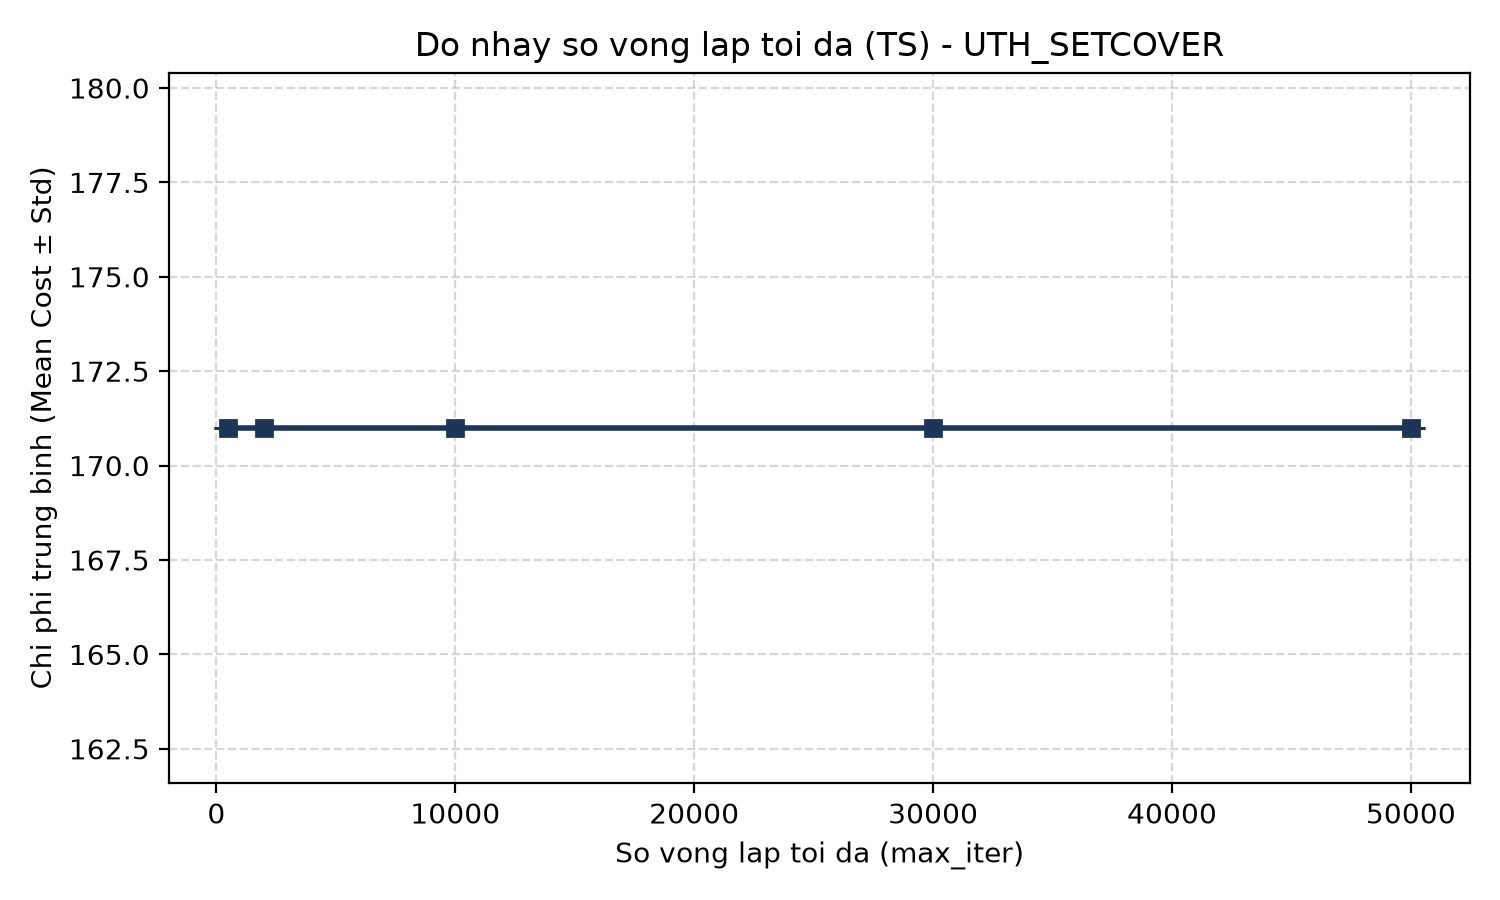 Do nhay so vong lap toi da (TS) - UTH_SETCOVER
Chi phi trung binh (Mean Cost ± Std)
180.0
177.5
175.0
172.5
170.0
167.5
165.0
162.5
0 10000 20000 30000 40000 50000
So vong lap toi da (max_iter)